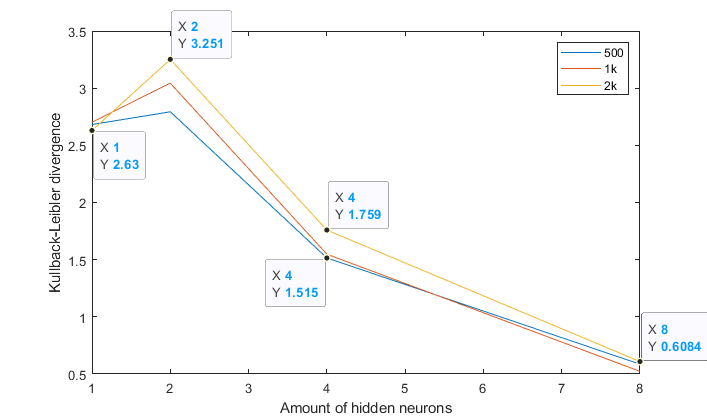 X 2
Y 3.251
3.5
500
1k
2k
3
2.5
X 1
Y 2.63
2
X 4
Y 1.759
1.5
X 4
Y 1.515
1
X 8
Y 0.6084
0.5
Kullback-Leibler divergence
1 2 3 4 5 6 7 8
Amount of hidden neurons